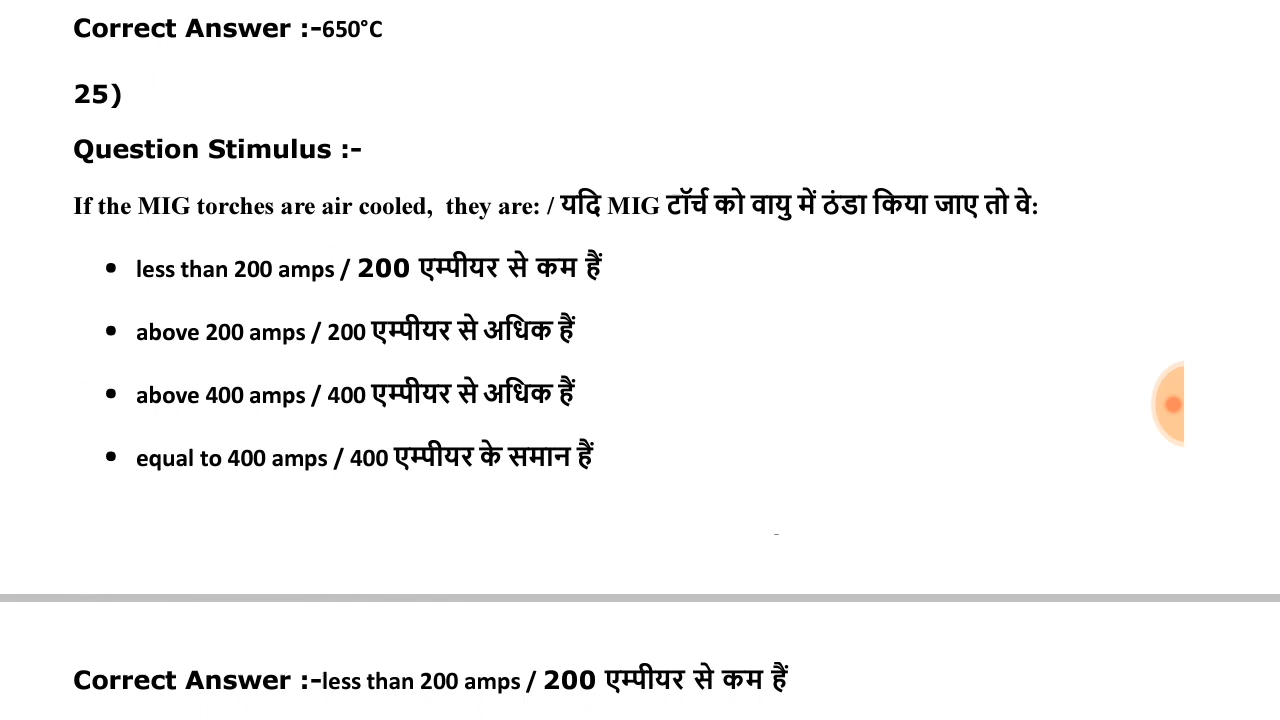 Correct Answer :-650°C
25)
Question Stimulus :-
If the MIG torches are air cooled,  they are: / यदि MIG टॉर्च को वायु में ठंडा किया जाए तो वे:
• less than 200 amps / 200 एम्पीयर से कम हैं
• above 200 amps / 200 एम्पीयर से अधिक हैं
• above 400 amps / 400 एम्पीयर से अधिक हैं
• equal to 400 amps / 400 एम्पीयर के समान हैं
Correct Answer :-less than 200 amps / 200 एम्पीयर से कम हैं